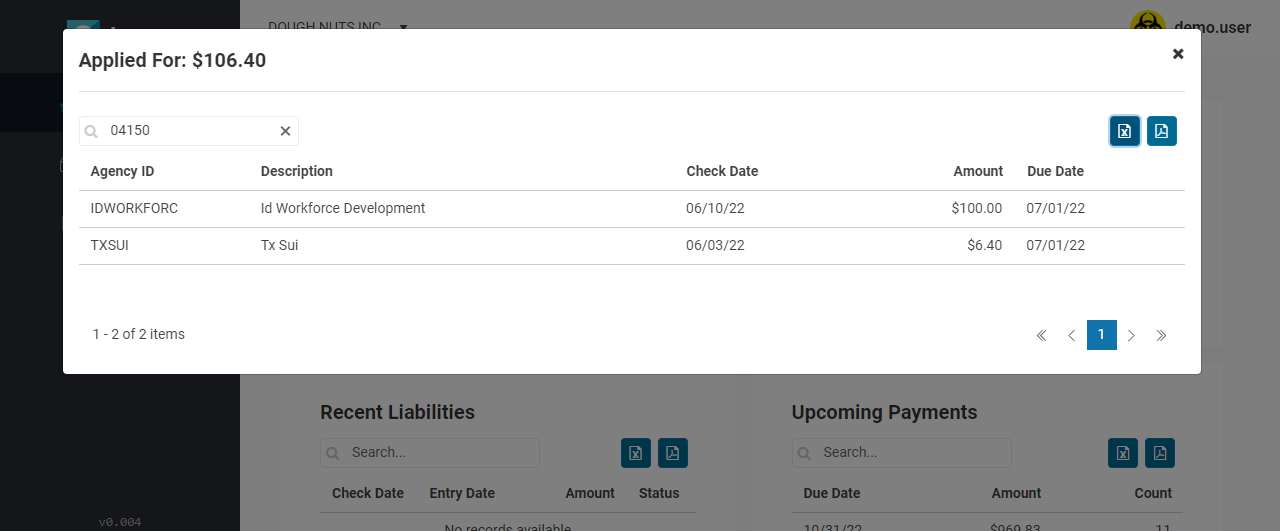 DOUGH NUTS INC
demo.user
Applied For: $106.40
04150
Agency ID Description Check Date Amount Due Date
IDWORKFORC Id Workforce Development 06/10/22 $100.00 07/01/22
TXSUI Tx Sui 06/03/22 $6.40 07/01/22
1 - 2 of 2 items 1
Recent Liabilities Upcoming Payments
Search... Search...
Check Date Entry Date Amount Status Due Date Amount Count
No records available 10/31/22 $969.83 11
v0.004